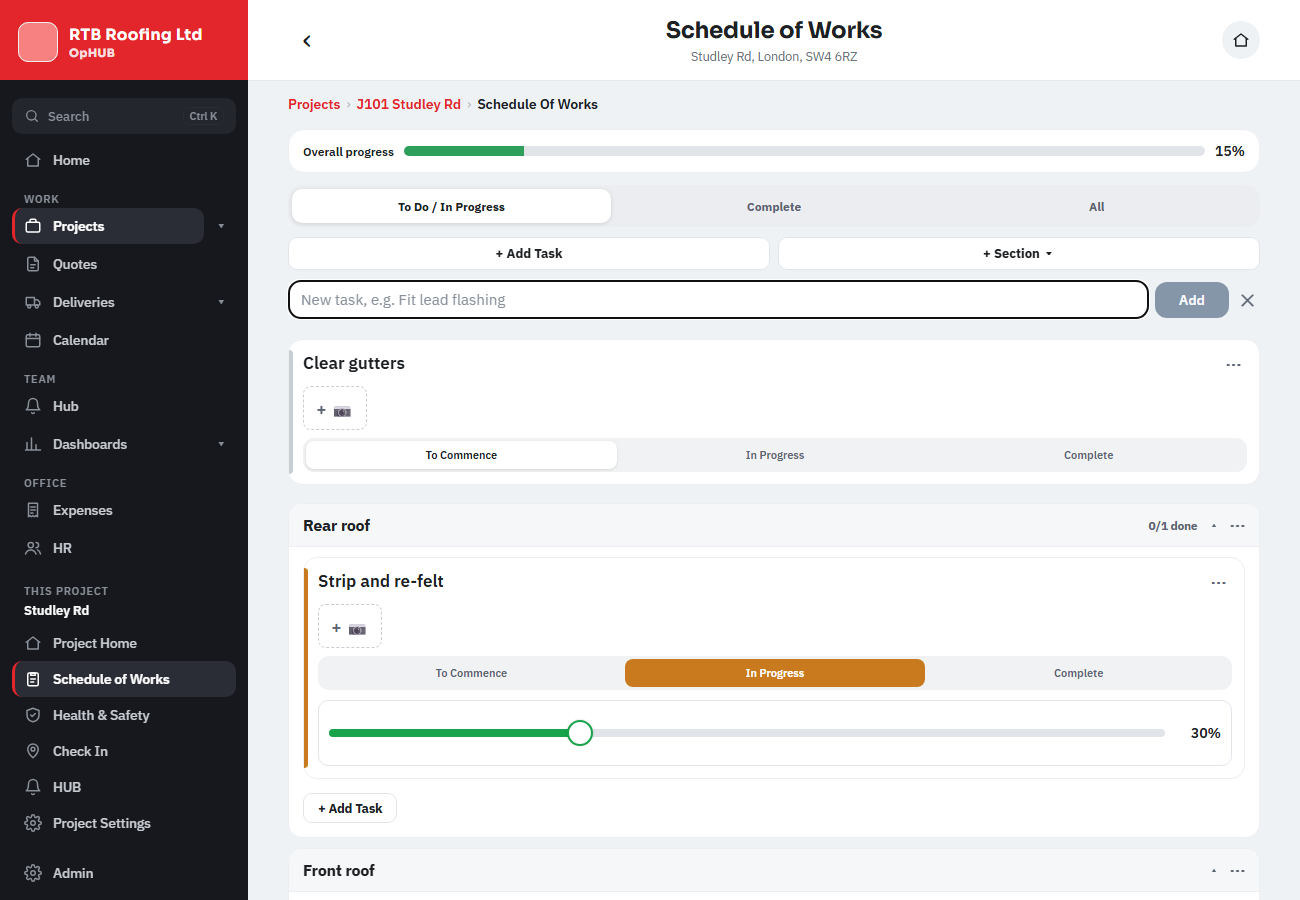 RTB Roofing Ltd
OpHUB
Search Ctrl K
Home
WORK
Projects
Quotes
Deliveries
Calendar
TEAM
Hub
Dashboards
OFFICE
Expenses
HR
THIS PROJECT
Studley Rd
Project Home
Schedule of Works
Health & Safety
Check In
HUB
Project Settings
Admin
Schedule of Works
Studley Rd, London, SW4 6RZ
Projects › J101 Studley Rd › Schedule Of Works
Overall progress 15%
To Do / In Progress Complete All
+ Add Task + Section
New task, e.g. Fit lead flashing Add
Clear gutters
+
To Commence In Progress Complete
Rear roof 0/1 done
Strip and re-felt
+
To Commence In Progress Complete
30%
+ Add Task
Front roof